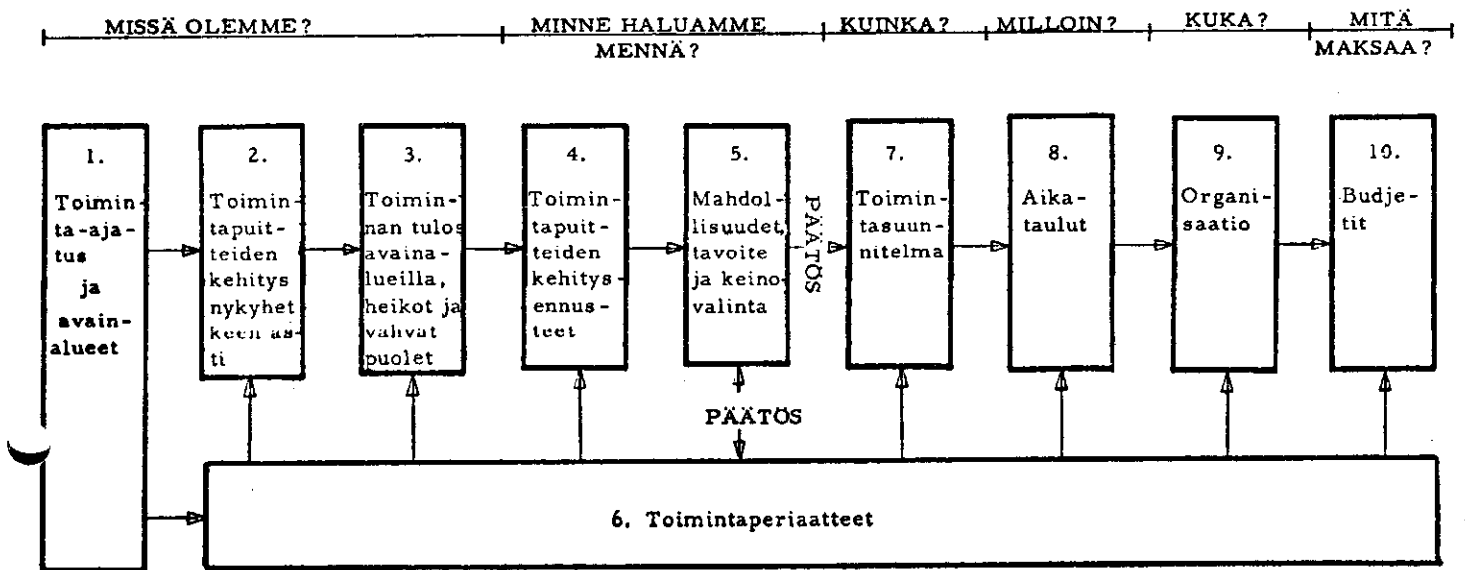 MISSÄ OLEMME?
MINNE HALUAMME
MENNÄ?
KUINKA?
MILLOIN?
KUKA?
MITÄ
MAKSAA?
1.
Toimin-
ta-aja-
tus
ja
avain-
alueet
2.
Toimin-
tapuit-
teiden
kehitys
nykyhet
keen as-
ti
3.
Toimin-
nan tulos
avaina-
lueilla,
heikot ja
vahvat
puolet
4.
Toimin-
tapuit-
teiden
kehitys-
ennus-
teet
5.
Mahdol-
lisuudet,
tavoite
ja keino-
valinta
PÄÄTÖS
7.
Toimin-
tasuun-
nitelma
8.
Aika-
taulut
9.
Organi-
saatio
10.
Budje-
tit
PÄÄTÖS
6. Toimintaperiaatteet